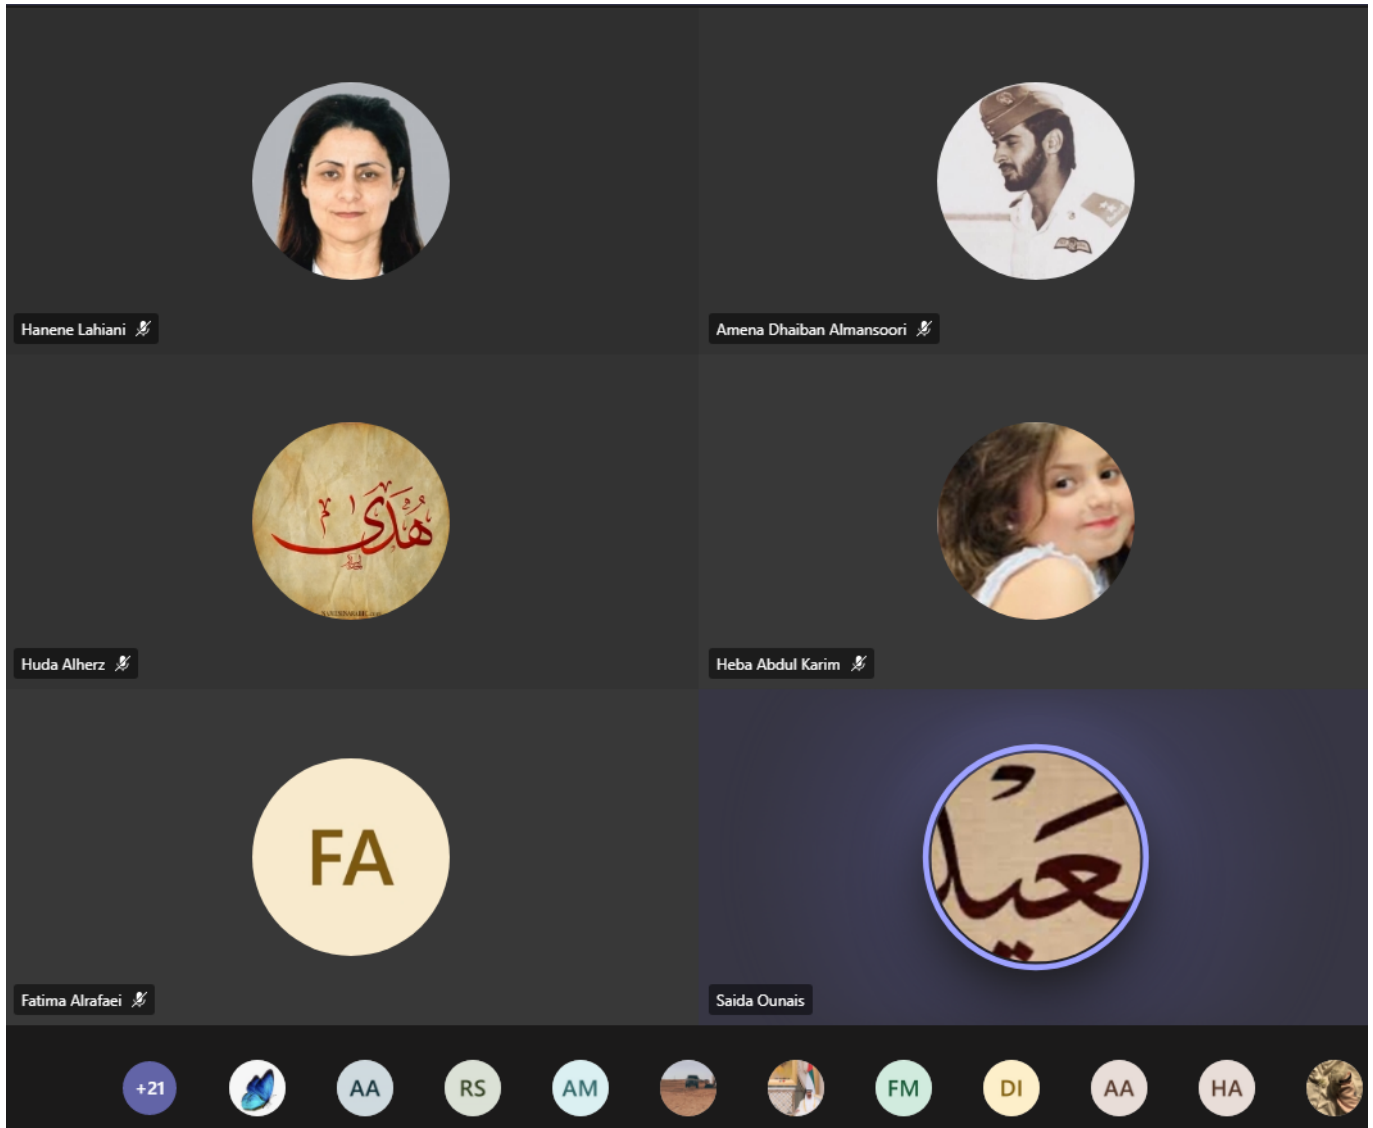 Hanene Lahiani
Amena Dhaiban Almansoori
هُدَى
Huda Alherz
Heba Abdul Karim
FA
Fatima Alrafaei
Saida Ounais
+21
AA
RS
AM
FM
DI
AA
HA